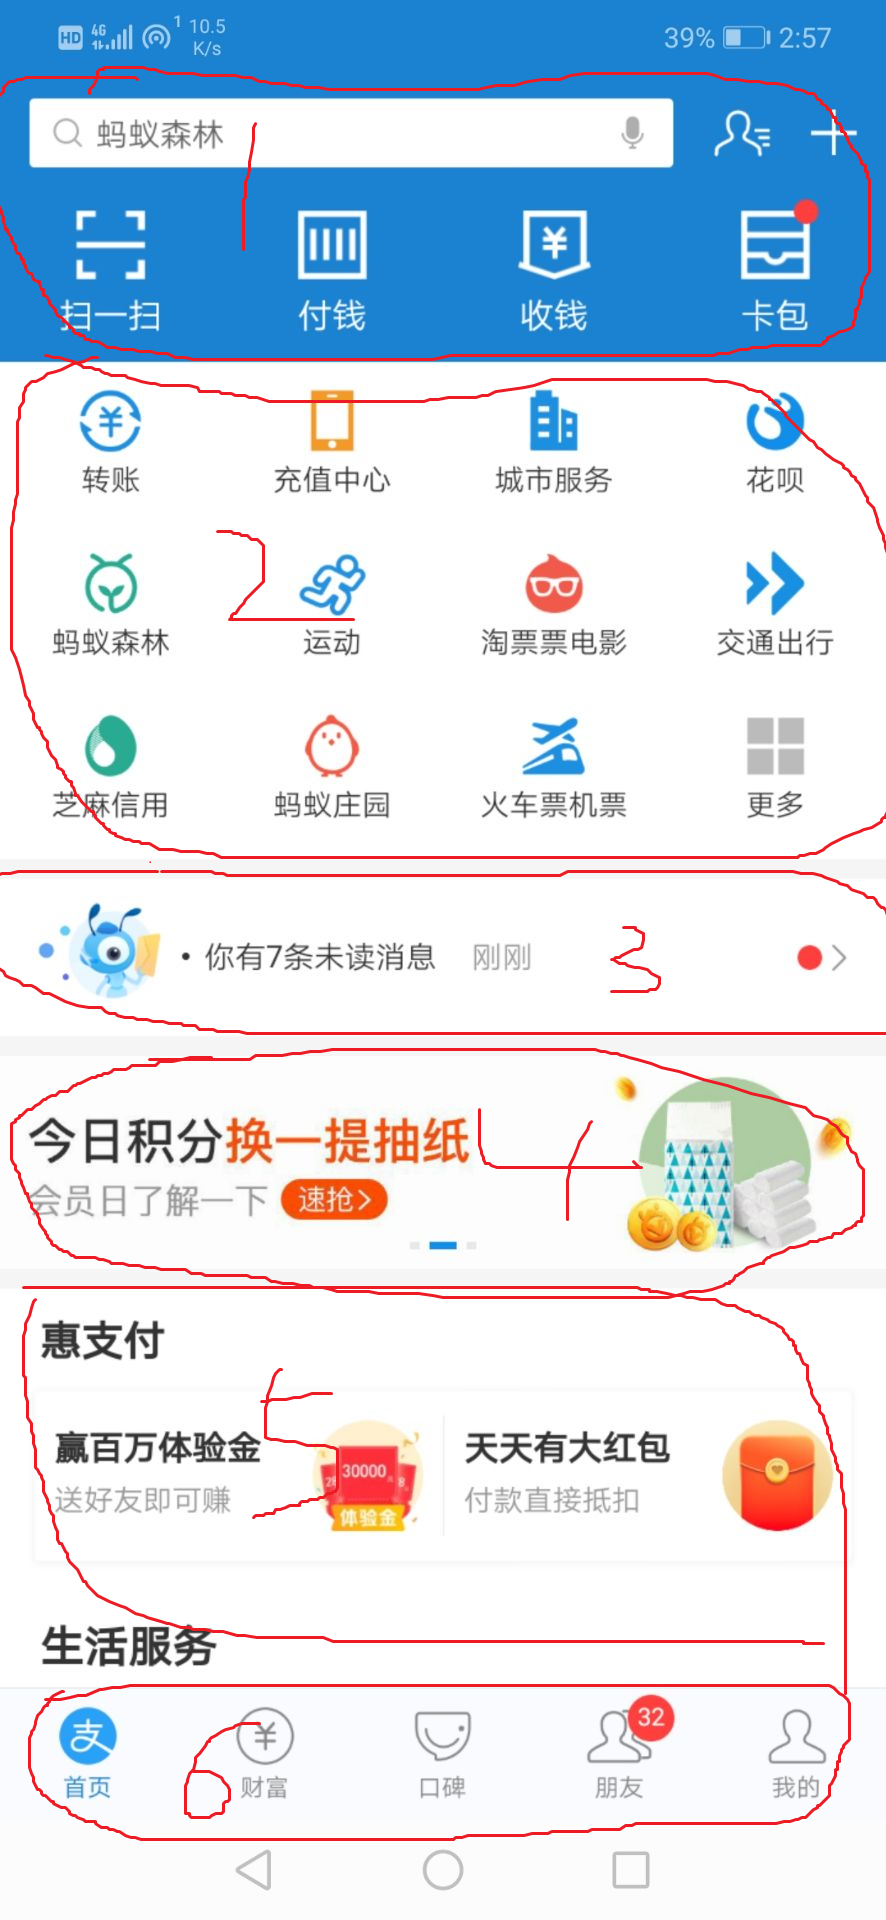 HD 4G 1 10.5 K/s 39% 2:57
蚂蚁森林
1
扫一扫 付钱 收钱 卡包
转账 充值中心 城市服务 花呗
2
蚂蚁森林 运动 淘票票电影 交通出行
芝麻信用 蚂蚁庄园 火车票机票 更多
• 你有7条未读消息 刚刚 3
今日积分换一提抽纸 4
会员日了解一下 速抢>
惠支付
5
赢百万体验金 30000 天天有大红包
送好友即可赚 体验金 付款直接抵扣
生活服务
支 32
6
首页 财富 口碑 朋友 我的